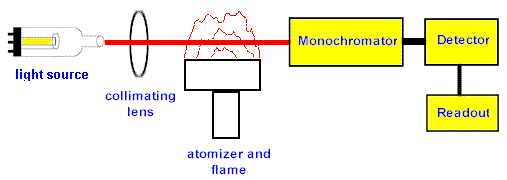 light source
collimating
lens
atomizer and
flame
Monochromator
Detector
Readout